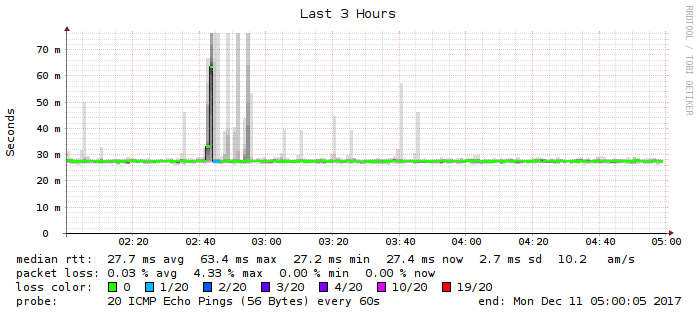 Last 3 Hours
RRDTOOL / TOBI OETIKER
Seconds
70 m
60 m
50 m
40 m
30 m
20 m
10 m
0
02:20 02:40 03:00 03:20 03:40 04:00 04:20 04:40 05:00
median rtt: 27.7 ms avg 63.4 ms max 27.2 ms min 27.4 ms now 2.7 ms sd 10.2 am/s
packet loss: 0.03 % avg 4.33 % max 0.00 % min 0.00 % now
loss color: 0 1/20 2/20 3/20 4/20 10/20 19/20
probe: 20 ICMP Echo Pings (56 Bytes) every 60s end: Mon Dec 11 05:00:05 2017